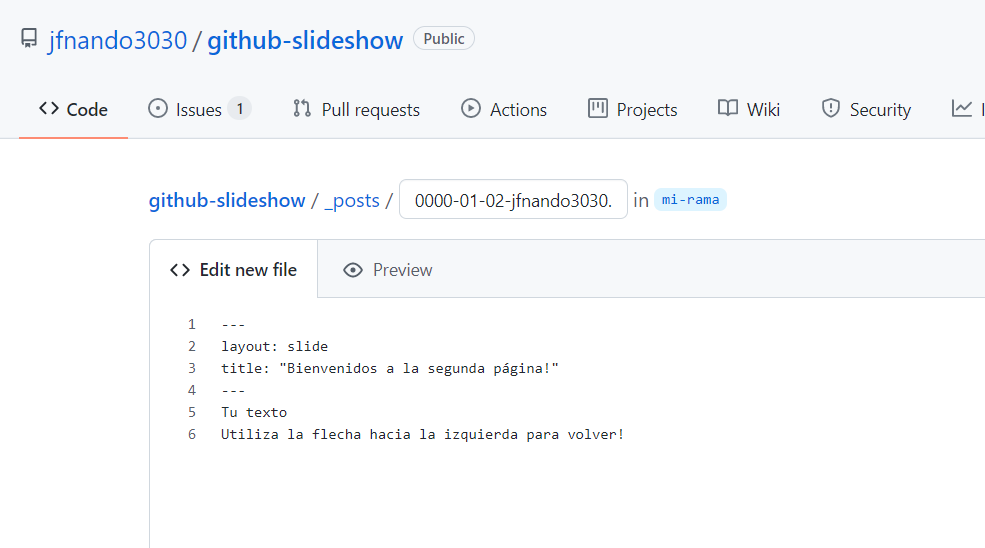 jfnando3030 / github-slideshow Public
Code Issues 1 Pull requests Actions Projects Wiki Security
github-slideshow / _posts / 0000-01-02-jfnando3030. in mi-rama
Edit new file Preview
1 ---
2 layout: slide
3 title: "Bienvenidos a la segunda página!"
4 ---
5 Tu texto
6 Utiliza la flecha hacia la izquierda para volver!